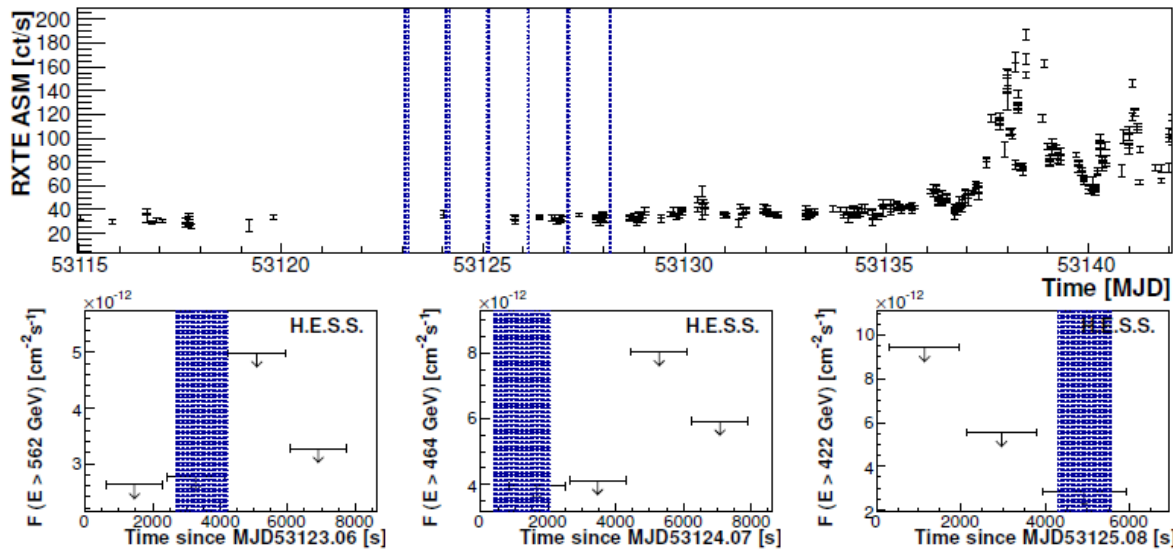 RXTE ASM [ct/s]
200
180
160
140
120
100
80
60
40
20
53115 53120 53125 53130 53135 53140
Time [MJD]
×10⁻¹² ×10⁻¹² ×10⁻¹²
H.E.S.S. H.E.S.S. H.E.S.S.
F (E > 562 GeV) [cm⁻²s⁻¹]
5
4
3
0 2000 4000 6000 8000
Time since MJD53123.06 [s]
F (E > 464 GeV) [cm⁻²s⁻¹]
8
6
4
0 2000 4000 6000 8000
Time since MJD53124.07 [s]
F (E > 422 GeV) [cm⁻²s⁻¹]
10
8
6
4
2
0 2000 4000 6000 8000
Time since MJD53125.08 [s]